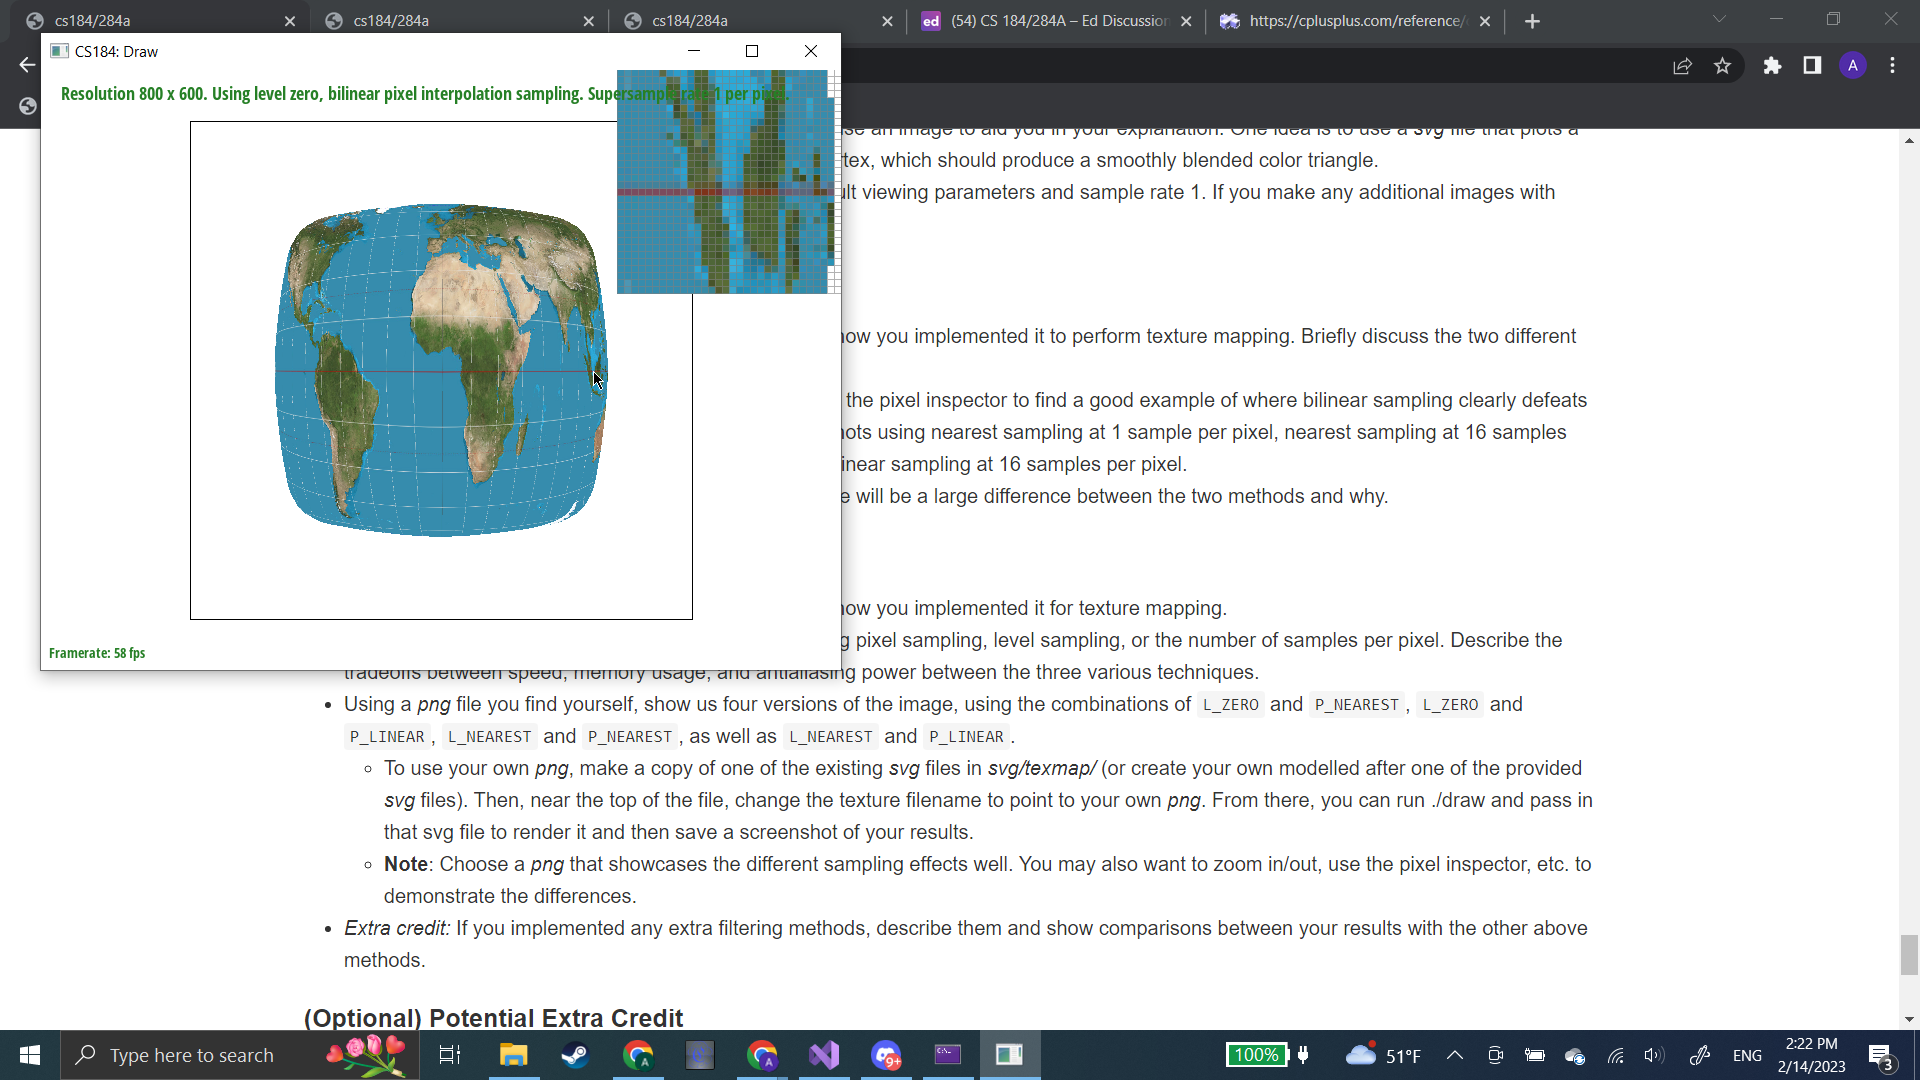 cs184/284a
cs184/284a
cs184/284a
ed (54) CS 184/284A – Ed Discussion
https://cplusplus.com/reference/
A
CS184: Draw
Resolution 800 x 600. Using level zero, bilinear pixel interpolation sampling. Supersample rate 1 per pixel.
Framerate: 58 fps
use an image to aid you in your explanation. One idea is to use a svg file that plots a
tex, which should produce a smoothly blended color triangle.
ult viewing parameters and sample rate 1. If you make any additional images with
how you implemented it to perform texture mapping. Briefly discuss the two different
the pixel inspector to find a good example of where bilinear sampling clearly defeats
hots using nearest sampling at 1 sample per pixel, nearest sampling at 16 samples
linear sampling at 16 samples per pixel.
e will be a large difference between the two methods and why.
how you implemented it for texture mapping.
g pixel sampling, level sampling, or the number of samples per pixel. Describe the
tradeoffs between speed, memory usage, and antialiasing power between the three various techniques.
• Using a png file you find yourself, show us four versions of the image, using the combinations of L_ZERO and P_NEAREST, L_ZERO and
P_LINEAR, L_NEAREST and P_NEAREST, as well as L_NEAREST and P_LINEAR.
◦ To use your own png, make a copy of one of the existing svg files in svg/texmap/ (or create your own modelled after one of the provided
svg files). Then, near the top of the file, change the texture filename to point to your own png. From there, you can run ./draw and pass in
that svg file to render it and then save a screenshot of your results.
◦ Note: Choose a png that showcases the different sampling effects well. You may also want to zoom in/out, use the pixel inspector, etc. to
demonstrate the differences.
• Extra credit: If you implemented any extra filtering methods, describe them and show comparisons between your results with the other above
methods.
(Optional) Potential Extra Credit
Type here to search
9+
100%
51°F
ENG
2:22 PM
2/14/2023
3